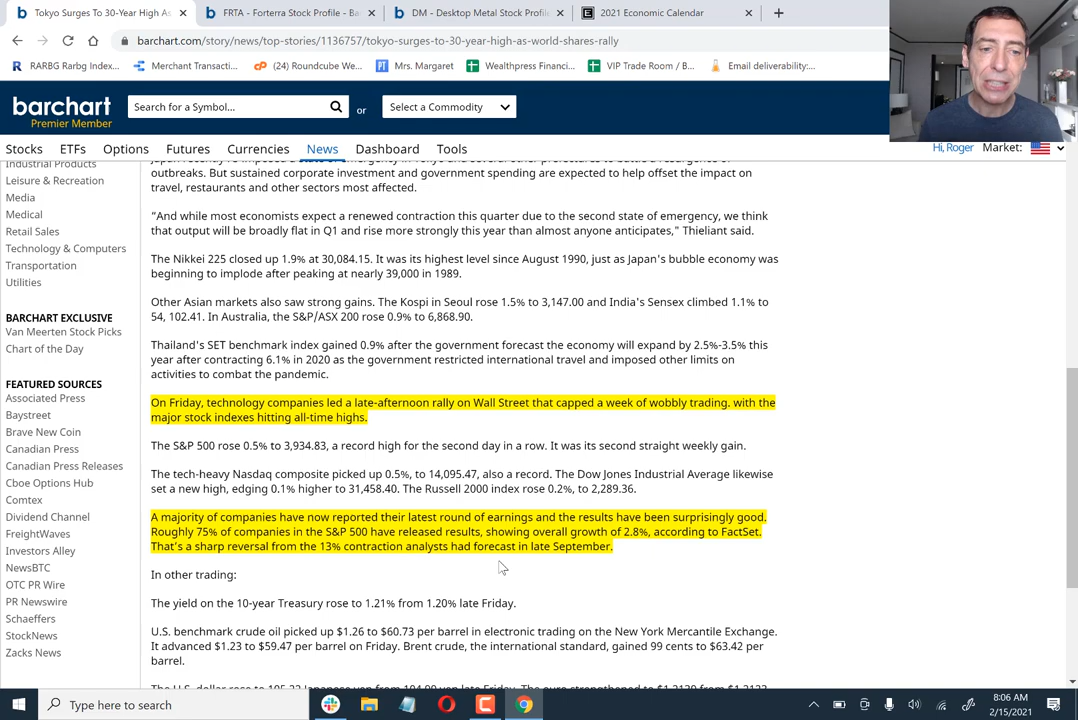 Tokyo Surges To 30-Year High As
FRTA - Forterra Stock Profile - Bar
DM - Desktop Metal Stock Profil
2021 Economic Calendar
barchart.com/story/news/top-stories/1136757/tokyo-surges-to-30-year-high-as-world-shares-rally
RARBG Rarbg Index...
Merchant Transacti...
(24) Roundcube We...
Mrs. Margaret
Wealthpress Financi...
VIP Trade / B...
Email deliverability:...
barchart
Premier Member
Search for a Symbol...
or
Select a Commodity
Stocks
ETFs
Options
Futures
Currencies
News
Dashboard
Tools
Hi, Roger
Market:
Industrial Products
Leisure & Recreation
Media
Medical
Retail Sales
Technology & Computers
Transportation
Utilities
BARCHART EXCLUSIVE
Van Meerten Stock Picks
Chart of the Day
FEATURED SOURCES
Associated Press
Baystreet
Brave New Coin
Canadian Press
Canadian Press Releases
Cboe Options Hub
Comtex
Dividend Channel
FreightWaves
Investors Alley
NewsBTC
OTC PR Wire
PR Newswire
Schaeffers
StockNews
Zacks News
Japan recently re-imposed a state of emergency in Tokyo and several other prefectures to battle a resurgence of
outbreaks. But sustained corporate investment and government spending are expected to help offset the impact on
travel, restaurants and other sectors most affected.
"And while most economists expect a renewed contraction this quarter due to the second state of emergency, we think
that output will be broadly flat in Q1 and rise more strongly this year than almost anyone anticipates," Thieliant said.
The Nikkei 225 closed up 1.9% at 30,084.15. It was its highest level since August 1990, just as Japan's bubble economy was
beginning to implode after peaking at nearly 39,000 in 1989.
Other Asian markets also saw strong gains. The Kospi in Seoul rose 1.5% to 3,147.00 and India's Sensex climbed 1.1% to
54, 102.41. In Australia, the S&P/ASX 200 rose 0.9% to 6,868.90.
Thailand's SET benchmark index gained 0.9% after the government forecast the economy will expand by 2.5%-3.5% this
year after contracting 6.1% in 2020 as the government restricted international travel and imposed other limits on
activities to combat the pandemic.
On Friday, technology companies led a late-afternoon rally on Wall Street that capped a week of wobbly trading. with the
major stock indexes hitting all-time highs.
The S&P 500 rose 0.5% to 3,934.83, a record high for the second day in a row. It was its second straight weekly gain.
The tech-heavy Nasdaq composite picked up 0.5%, to 14,095.47, also a record. The Dow Jones Industrial Average likewise
set a new high, edging 0.1% higher to 31,458.40. The Russell 2000 index rose 0.2%, to 2,289.36.
A majority of companies have now reported their latest round of earnings and the results have been surprisingly good.
Roughly 75% of companies in the S&P 500 have released results, showing overall growth of 2.8%, according to FactSet.
That's a sharp reversal from the 13% contraction analysts had forecast in late September.
In other trading:
The yield on the 10-year Treasury rose to 1.21% from 1.20% late Friday.
U.S. benchmark crude oil picked up $1.26 to $60.73 per barrel in electronic trading on the New York Mercantile Exchange.
It advanced $1.23 to $59.47 per barrel on Friday. Brent crude, the international standard, gained 99 cents to $63.42 per
barrel.
Type here to search
8:06 AM
2/15/2021